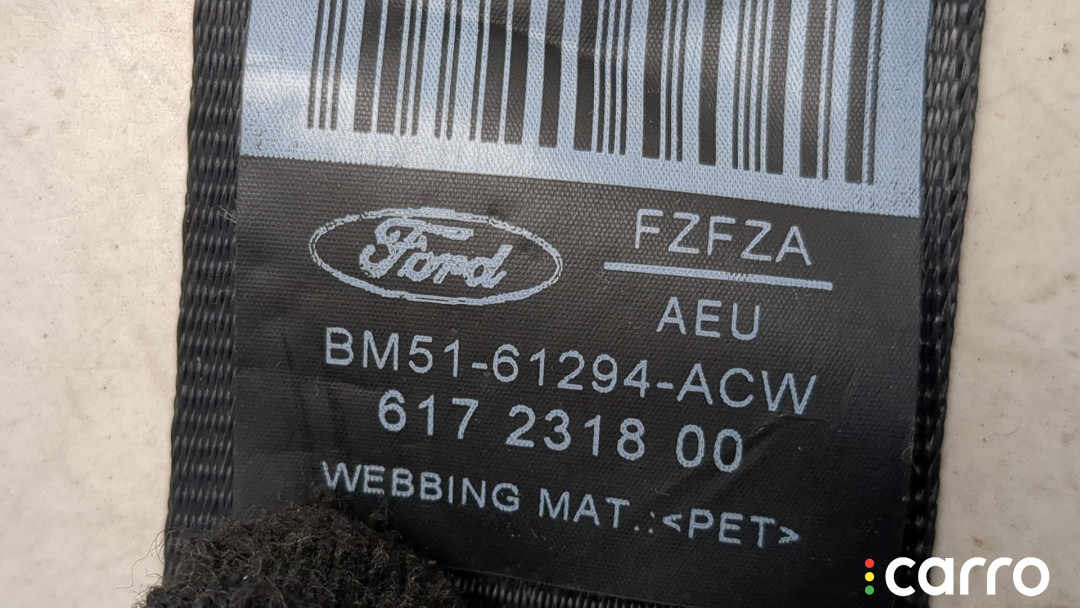 Ford
FZFZA
AEU
BM51-61294-ACW
617 2318 00
WEBBING MAT.:<PET>
carro